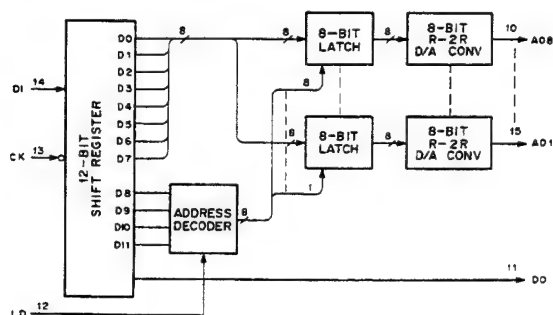 DI 14
CK 13
LD 12
12-BIT
SHIFT REGISTER
D0
D1
D2
D3
D4
D5
D6
D7
D8
D9
D10
D11
8
ADDRESS
DECODER
8
8
8-BIT
LATCH
8
8-BIT
R-2R
D/A CONV
10
AO8
8
8
8-BIT
LATCH
1
8
8-BIT
R-2R
D/A CONV
15
AO1
11
DO